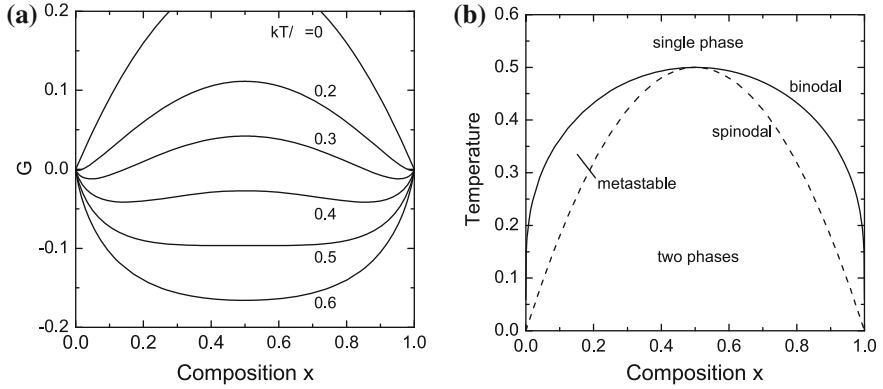 (a)
kT/ =0
0.2
0.3
0.4
0.5
0.6
0.2
0.1
0.0
-0.1
-0.2
G
0.0 0.2 0.4 0.6 0.8 1.0
Composition x
(b)
single phase
binodal
spinodal
metastable
two phases
0.6
0.5
0.4
0.3
0.2
0.1
0.0
Temperature
0.0 0.2 0.4 0.6 0.8 1.0
Composition x